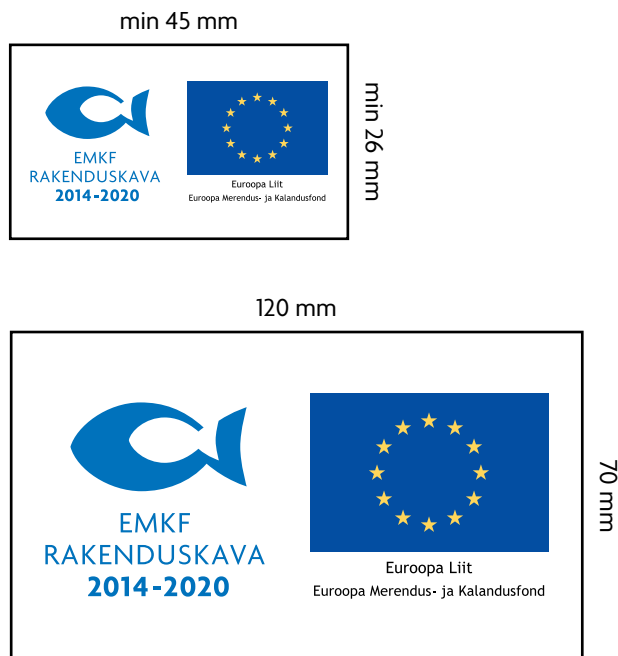 min 45 mm
EMKF
RAKENDUSKAVA
2014-2020
Euroopa Liit
Euroopa Merendus- ja Kalandusfond
min 26 mm
120 mm
EMKF
RAKENDUSKAVA
2014-2020
Euroopa Liit
Euroopa Merendus- ja Kalandusfond
70 mm